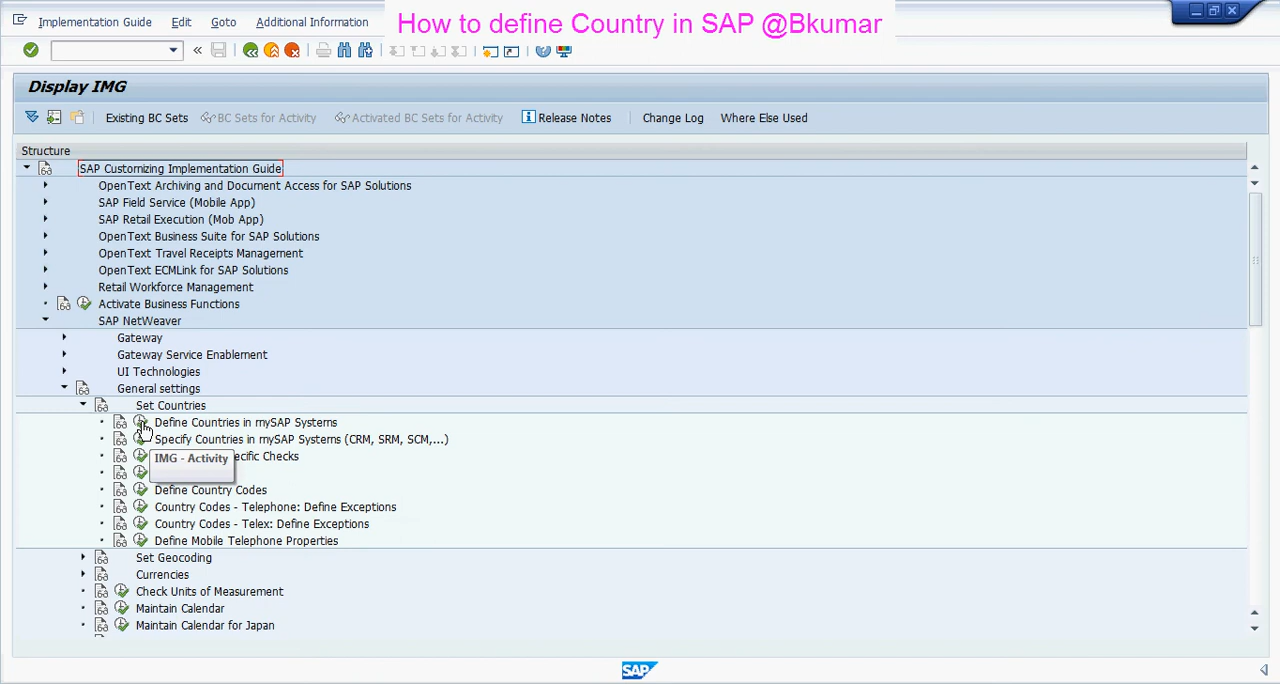 Implementation Guide Edit Goto Additional Information
How to define Country in SAP @Bkumar
Display IMG
Existing BC Sets BC Sets for Activity Activated BC Sets for Activity Release Notes Change Log Where Else Used
Structure
SAP Customizing Implementation Guide
OpenText Archiving and Document Access for SAP Solutions
SAP Field Service (Mobile App)
SAP Retail Execution (Mob App)
OpenText Business Suite for SAP Solutions
OpenText Travel Receipts Management
OpenText ECMLink for SAP Solutions
Retail Workforce Management
Activate Business Functions
SAP NetWeaver
Gateway
Gateway Service Enablement
UI Technologies
General settings
Set Countries
Define Countries in mySAP Systems
Specify Countries in mySAP Systems (CRM, SRM, SCM,...)
ecific Checks
IMG - Activity
Define Country Codes
Country Codes - Telephone: Define Exceptions
Country Codes - Telex: Define Exceptions
Define Mobile Telephone Properties
Set Geocoding
Currencies
Check Units of Measurement
Maintain Calendar
Maintain Calendar for Japan
SAP